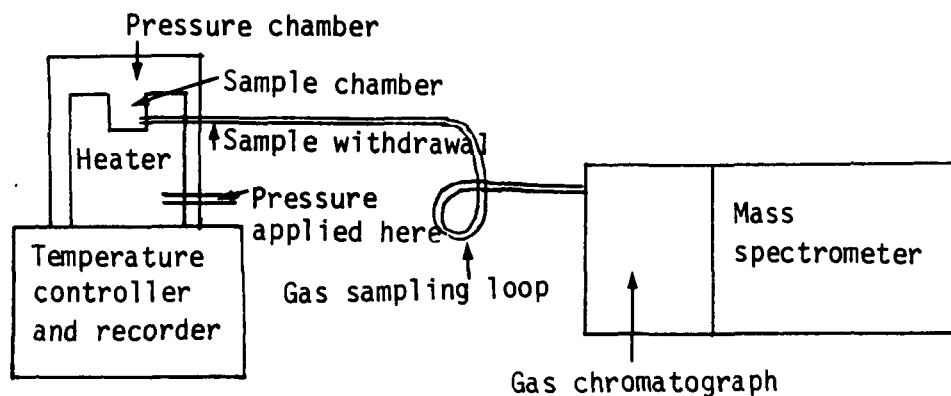 Pressure chamber
Sample chamber
Sample withdrawal
Heater
Pressure
applied here
Temperature
controller
and recorder
Gas sampling loop
Mass
spectrometer
Gas chromatograph